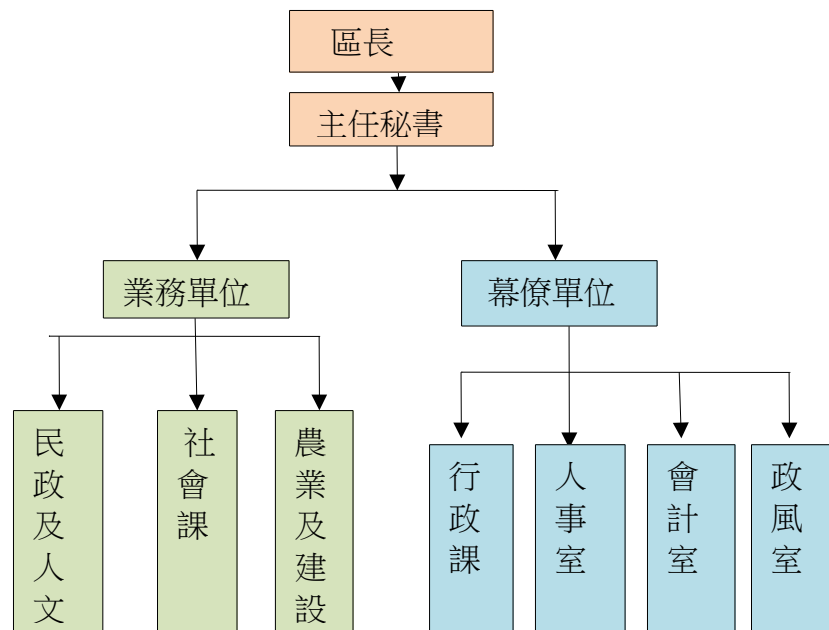 區長
主任秘書
業務單位
幕僚單位
民政及人文
社會課
農業及建設
行政課
人事室
會計室
政風室